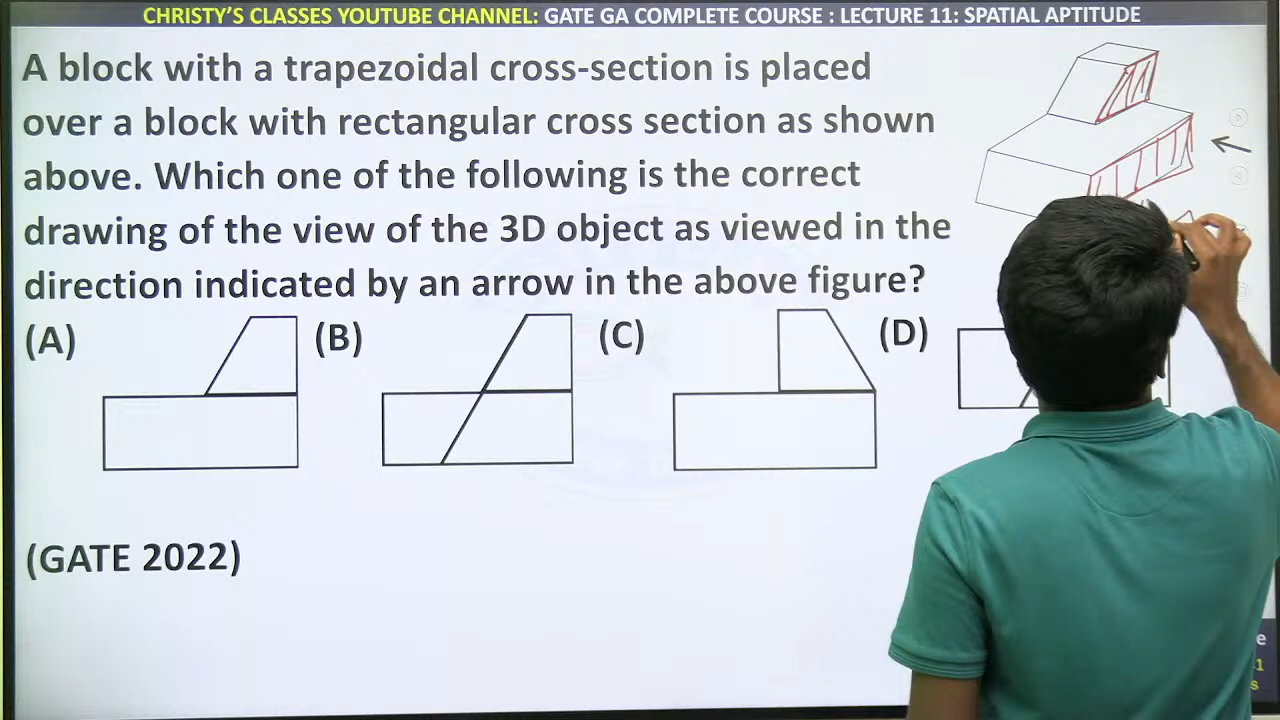 CHRISTY'S CLASSES YOUTUBE CHANNEL: GATE GA COMPLETE COURSE : LECTURE 11: SPATIAL APTITUDE
A block with a trapezoidal cross-section is placed
over a block with rectangular cross section as shown
above. Which one of the following is the correct
drawing of the view of the 3D object as viewed in the
direction indicated by an arrow in the above figure?
(A) (B) (C) (D)
(GATE 2022)